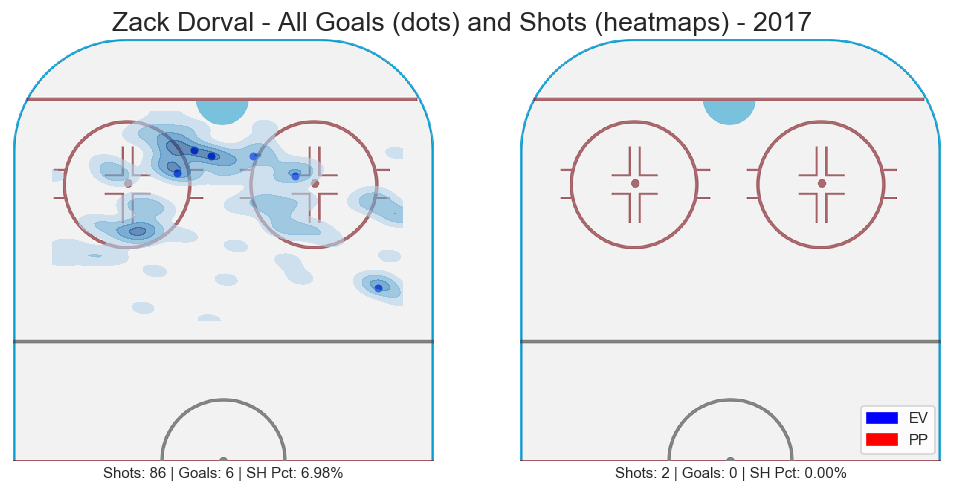 Zack Dorval - All Goals (dots) and Shots (heatmaps) - 2017
EV
PP
Shots: 86 | Goals: 6 | SH Pct: 6.98%
Shots: 2 | Goals: 0 | SH Pct: 0.00%